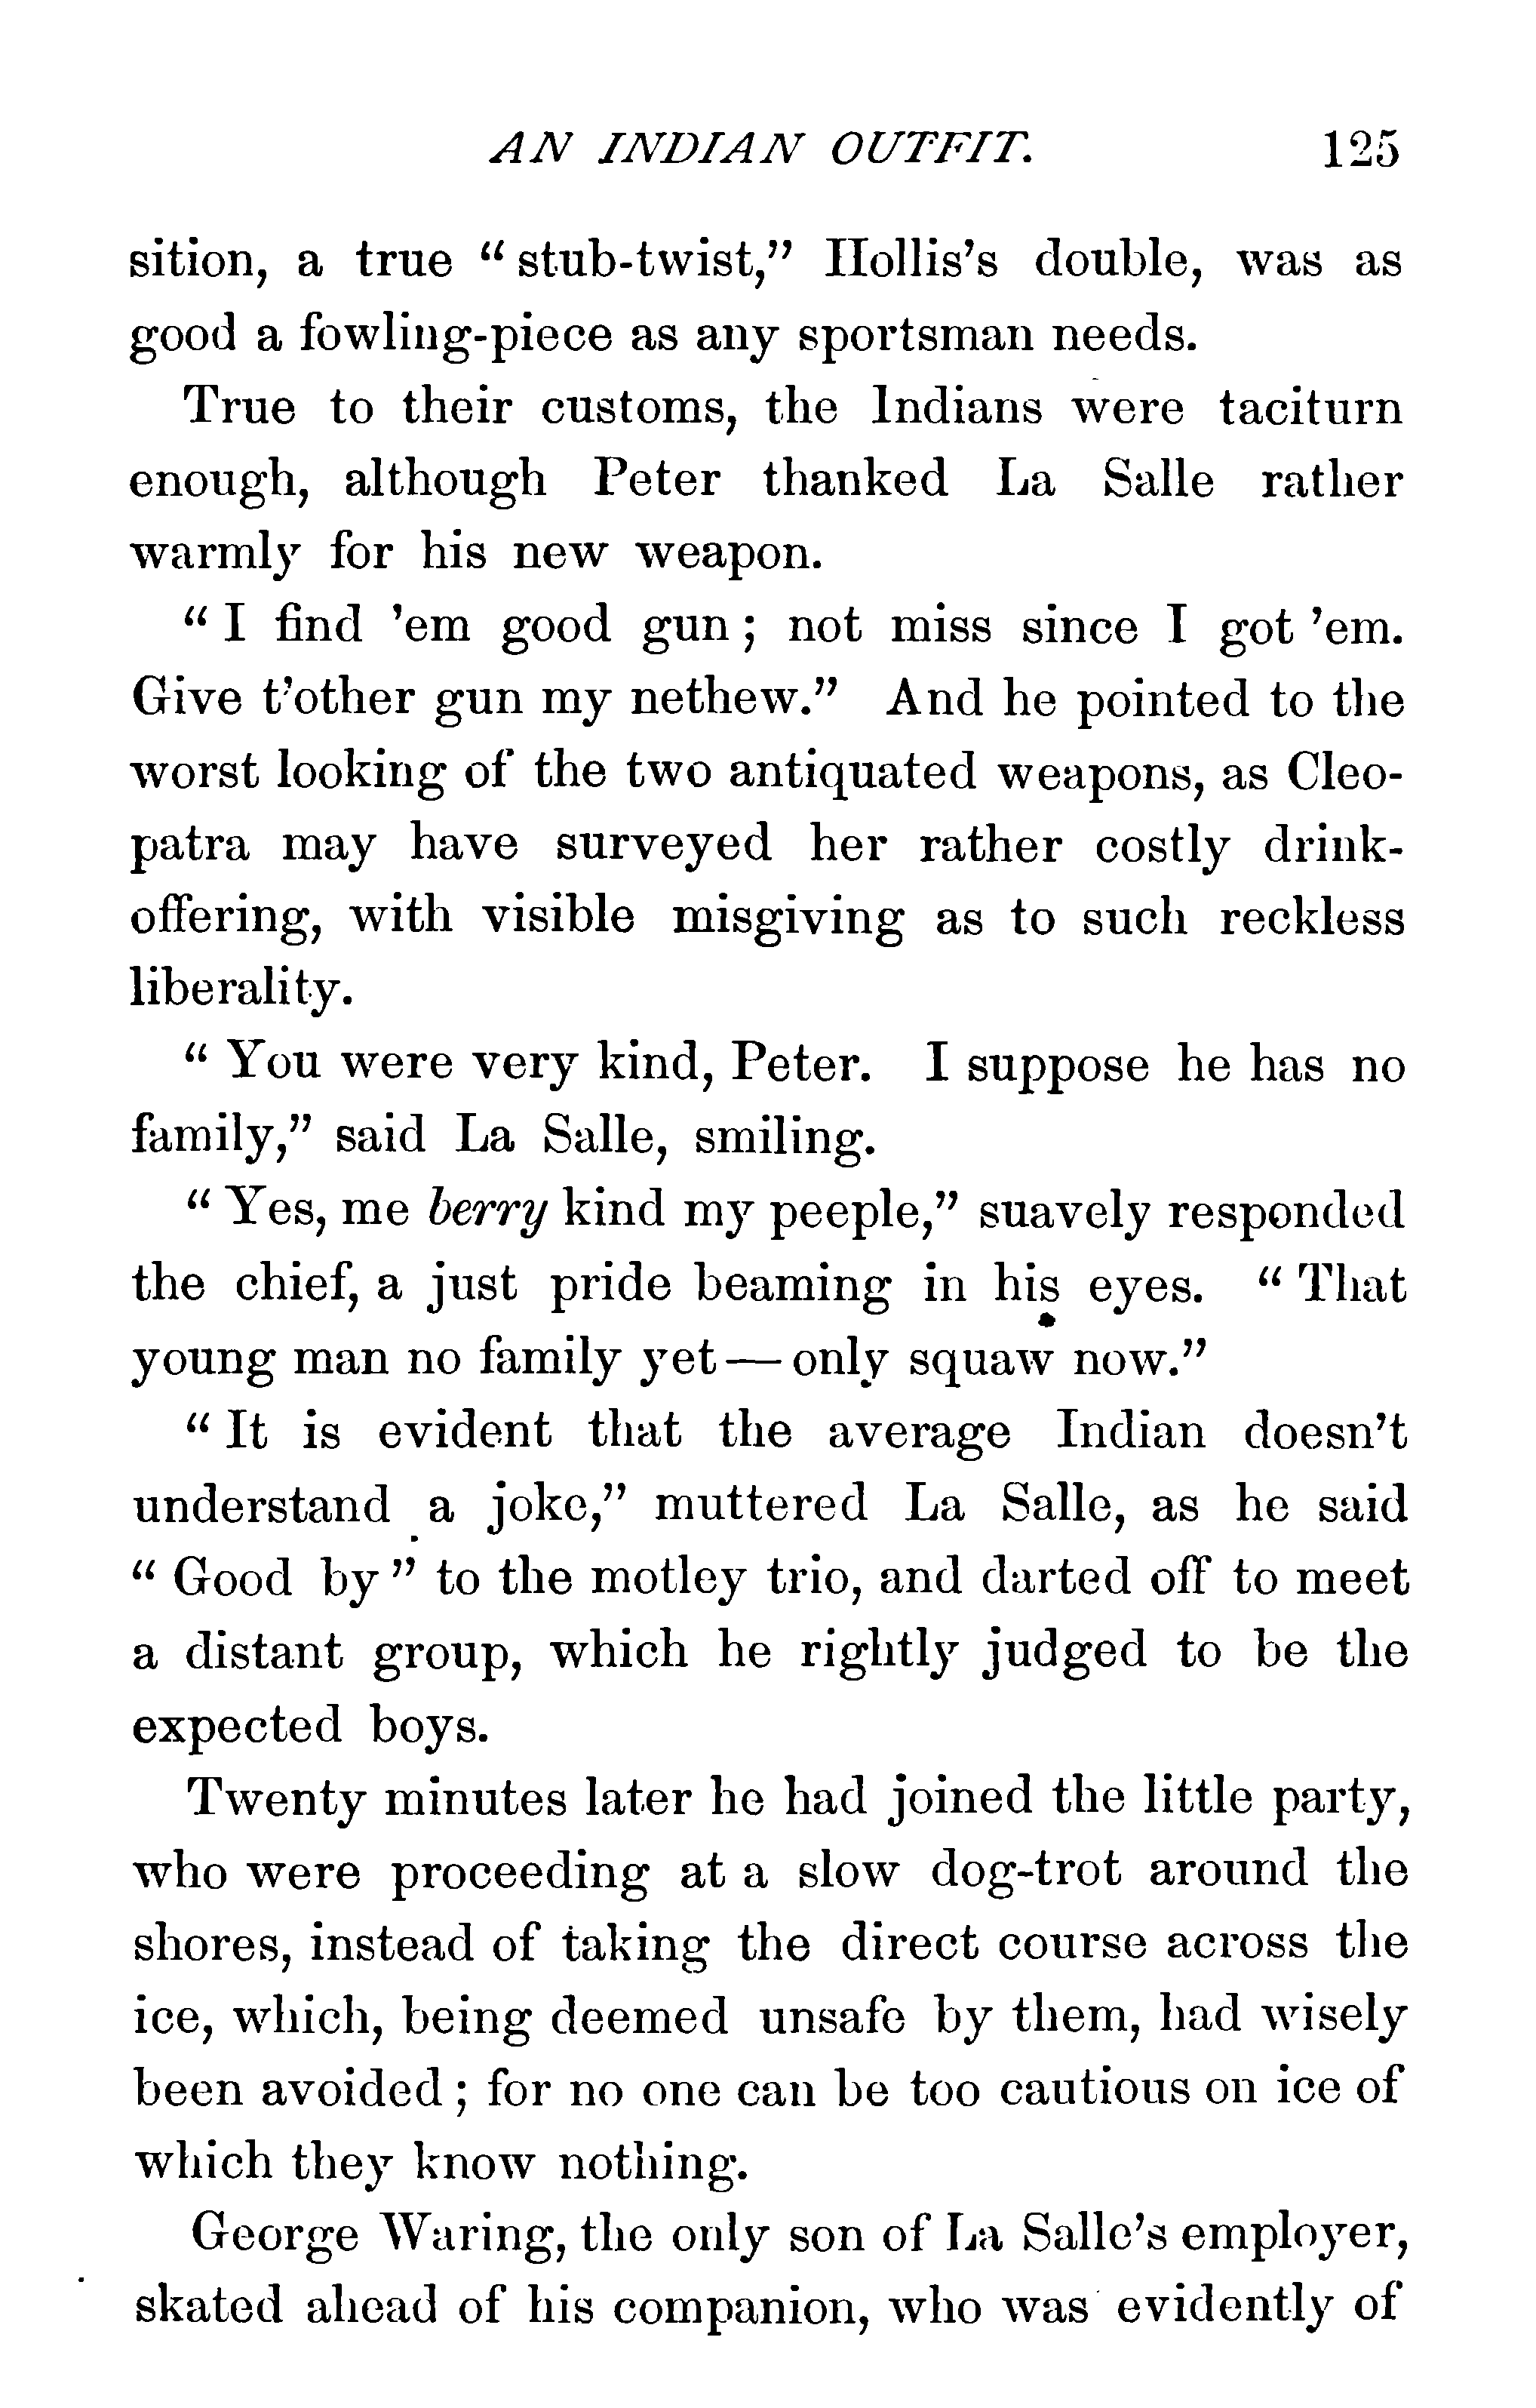 AN INDIAN OUTFIT. 125
sition, a true “stub-twist,” Hollis’s double, was as
good a fowling-piece as any sportsman needs.
True to their customs, the Indians were taciturn
enough, although Peter thanked La Salle rather
warmly for his new weapon.
“I find ’em good gun; not miss since I got ’em.
Give t’other gun my nethew.” And he pointed to the
worst looking of the two antiquated weapons, as Cleo-
patra may have surveyed her rather costly drink-
offering, with visible misgiving as to such reckless
liberality.
“You were very kind, Peter. I suppose he has no
family,” said La Salle, smiling.
“Yes, me berry kind my peeple,” suavely responded
the chief, a just pride beaming in his eyes. “That
young man no family yet—only squaw now.”
“It is evident that the average Indian doesn’t
understand a joke,” muttered La Salle, as he said
“Good by” to the motley trio, and darted off to meet
a distant group, which he rightly judged to be the
expected boys.
Twenty minutes later he had joined the little party,
who were proceeding at a slow dog-trot around the
shores, instead of taking the direct course across the
ice, which, being deemed unsafe by them, had wisely
been avoided; for no one can be too cautious on ice of
which they know nothing.
George Waring, the only son of La Salle’s employer,
skated ahead of his companion, who was evidently of